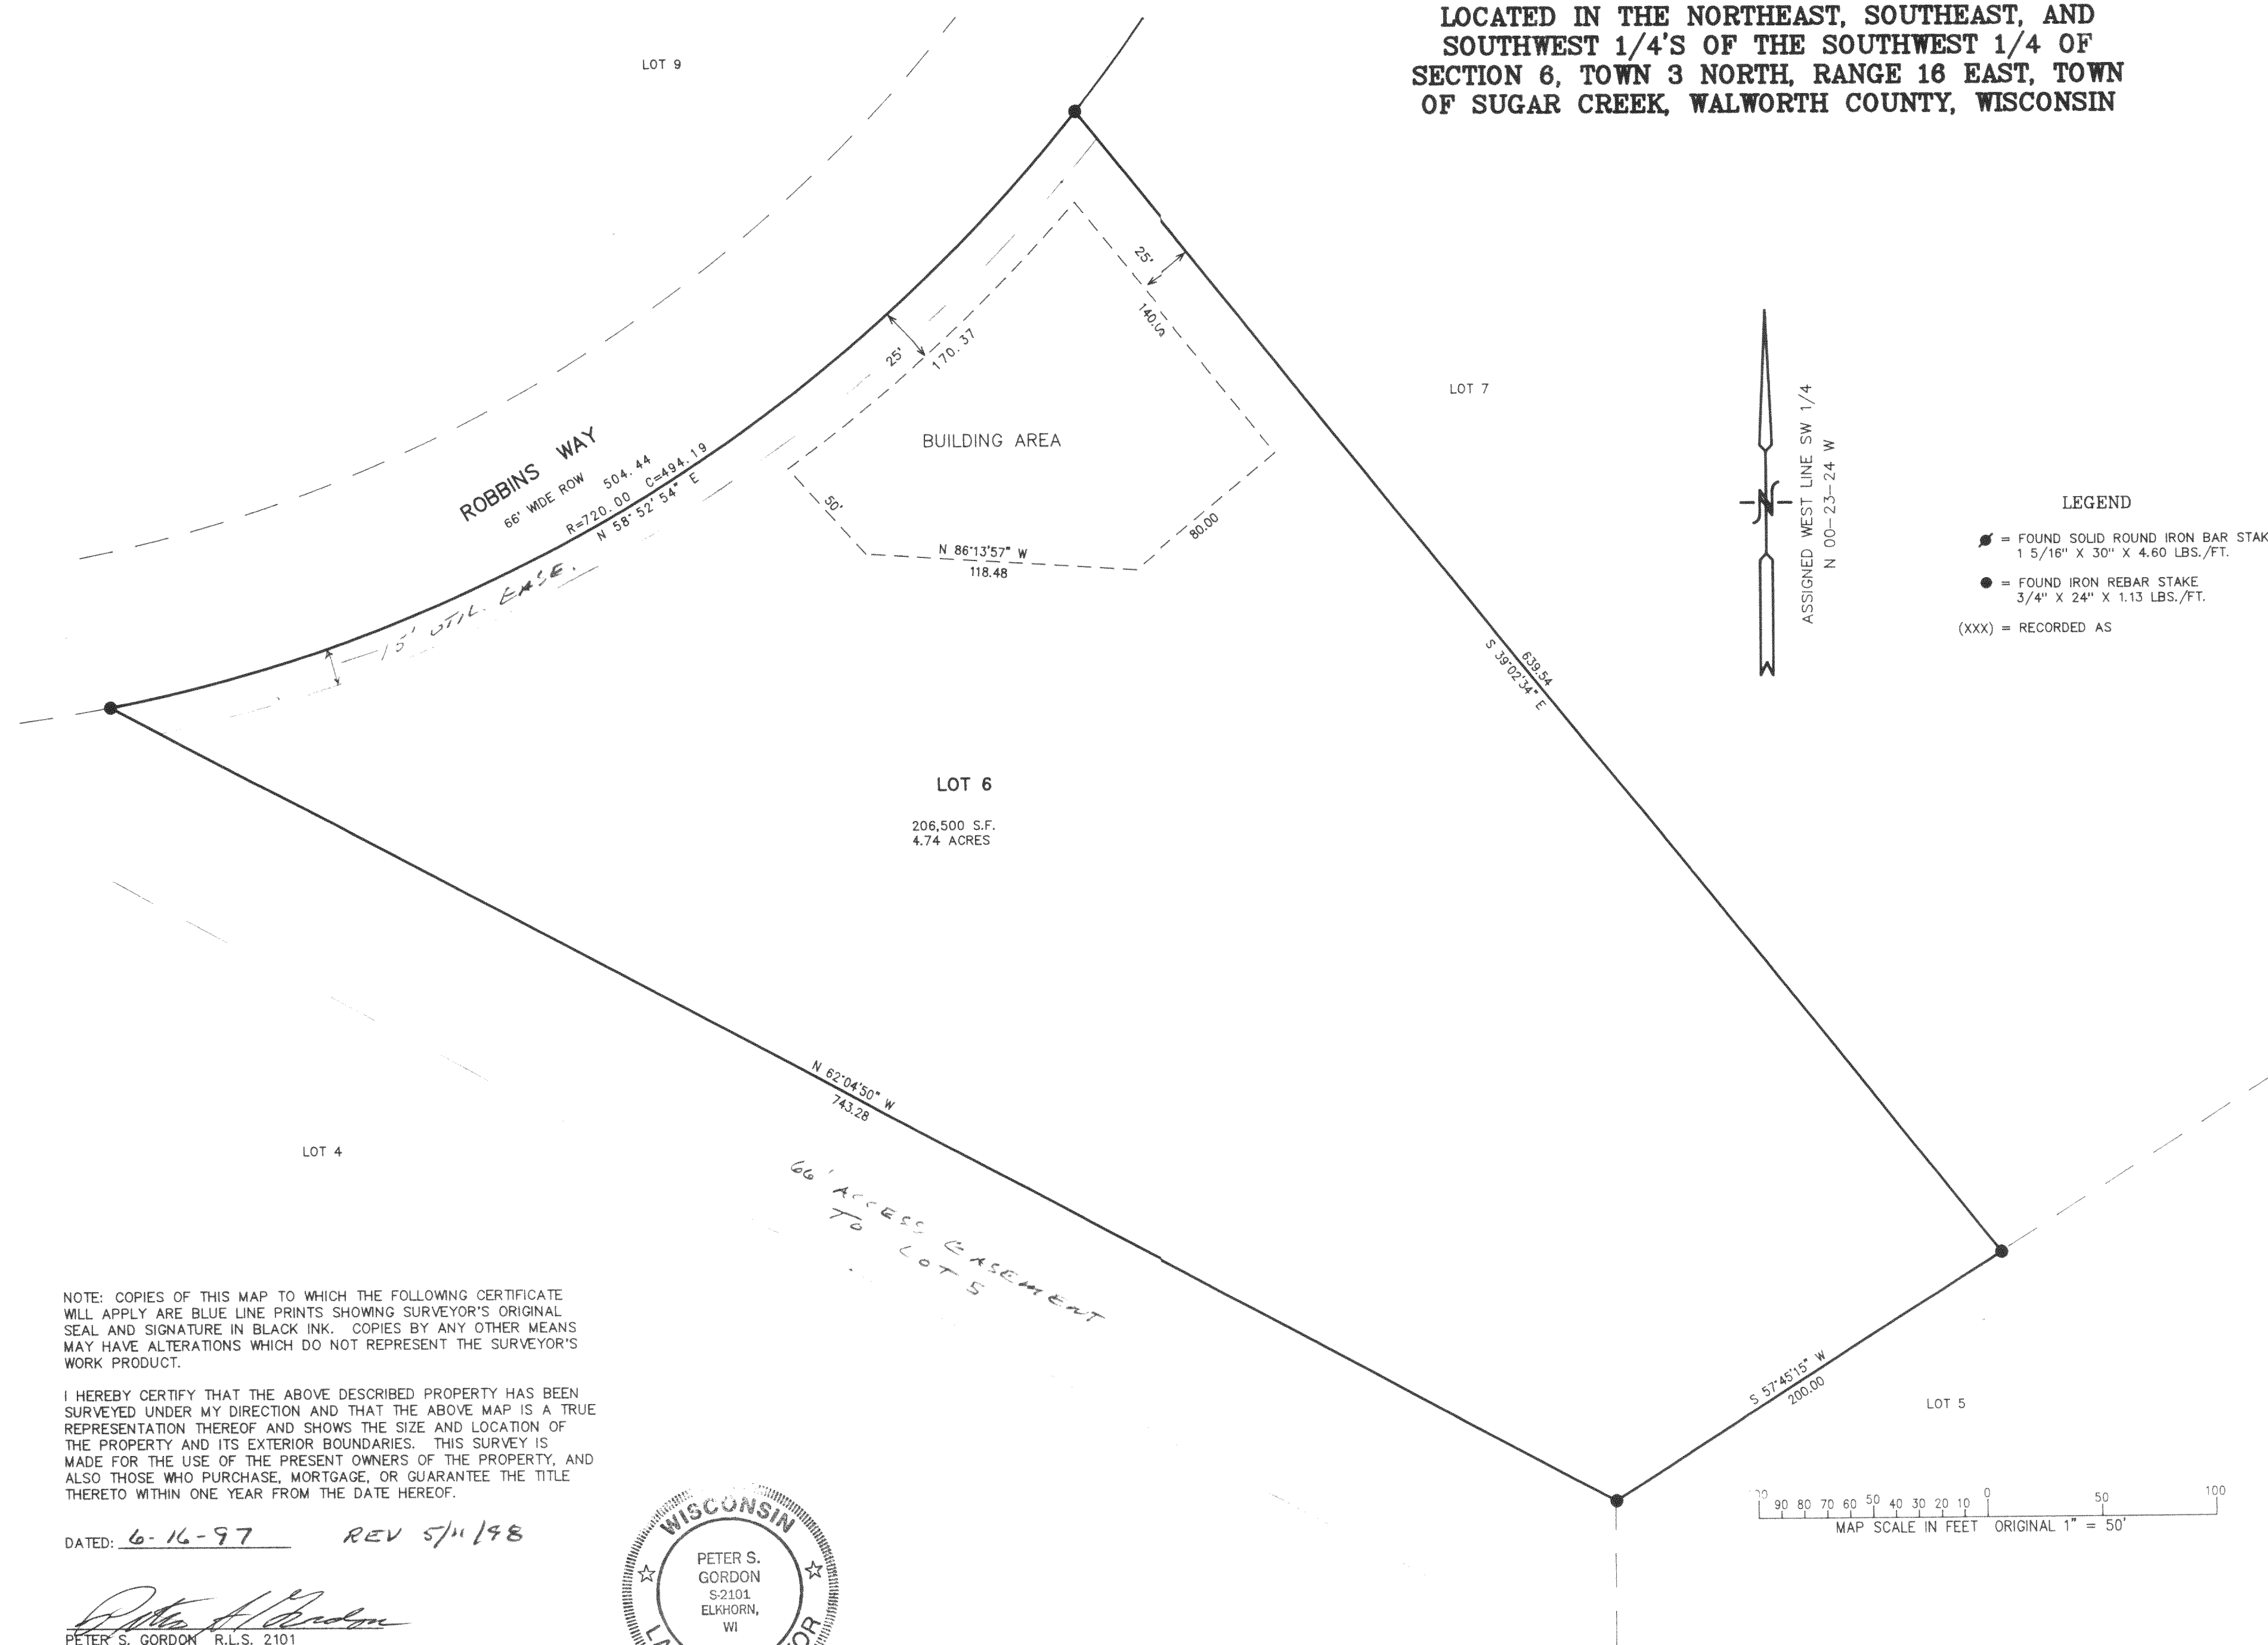 LOCATED IN THE NORTHEAST, SOUTHEAST, AND
SOUTHWEST 1/4'S OF THE SOUTHWEST 1/4 OF
SECTION 6, TOWN 3 NORTH, RANGE 16 EAST, TOWN
OF SUGAR CREEK, WALWORTH COUNTY, WISCONSIN
LOT 9
25'
140.
25'
170.37
LOT 7
BUILDING AREA
ROBBINS WAY
66' WIDE ROW
504.44
R=720.00 C=494.19
N 58°52'54" E
50'
80.00
N 86°13'57" W
118.48
15' UTIL. EASE.
ASSIGNED WEST LINE SW 1/4
N 00-23-24 W
N
LEGEND
= FOUND SOLID ROUND IRON BAR STAK
1 5/16" X 30" X 4.60 LBS./FT.
= FOUND IRON REBAR STAKE
3/4" X 24" X 1.13 LBS./FT.
(XXX) = RECORDED AS
639.54
S 39°02'34" E
LOT 6
206,500 S.F.
4.74 ACRES
N 62°04'50" W
743.28
LOT 4
66' ACCESS EASEMENT
TO LOT 5
S 57°45'15" W
200.00
LOT 5
NOTE: COPIES OF THIS MAP TO WHICH THE FOLLOWING CERTIFICATE
WILL APPLY ARE BLUE LINE PRINTS SHOWING SURVEYOR'S ORIGINAL
SEAL AND SIGNATURE IN BLACK INK. COPIES BY ANY OTHER MEANS
MAY HAVE ALTERATIONS WHICH DO NOT REPRESENT THE SURVEYOR'S
WORK PRODUCT.
I HEREBY CERTIFY THAT THE ABOVE DESCRIBED PROPERTY HAS BEEN
SURVEYED UNDER MY DIRECTION AND THAT THE ABOVE MAP IS A TRUE
REPRESENTATION THEREOF AND SHOWS THE SIZE AND LOCATION OF
THE PROPERTY AND ITS EXTERIOR BOUNDARIES. THIS SURVEY IS
MADE FOR THE USE OF THE PRESENT OWNERS OF THE PROPERTY, AND
ALSO THOSE WHO PURCHASE, MORTGAGE, OR GUARANTEE THE TITLE
THERETO WITHIN ONE YEAR FROM THE DATE HEREOF.
DATED: 6-16-97 REV 5/11/98
PETER S. GORDON R.L.S. 2101
WISCONSIN
PETER S.
GORDON
S-2101
ELKHORN,
WI
90 80 70 60 50 40 30 20 10 0 50 100
MAP SCALE IN FEET ORIGINAL 1" = 50'